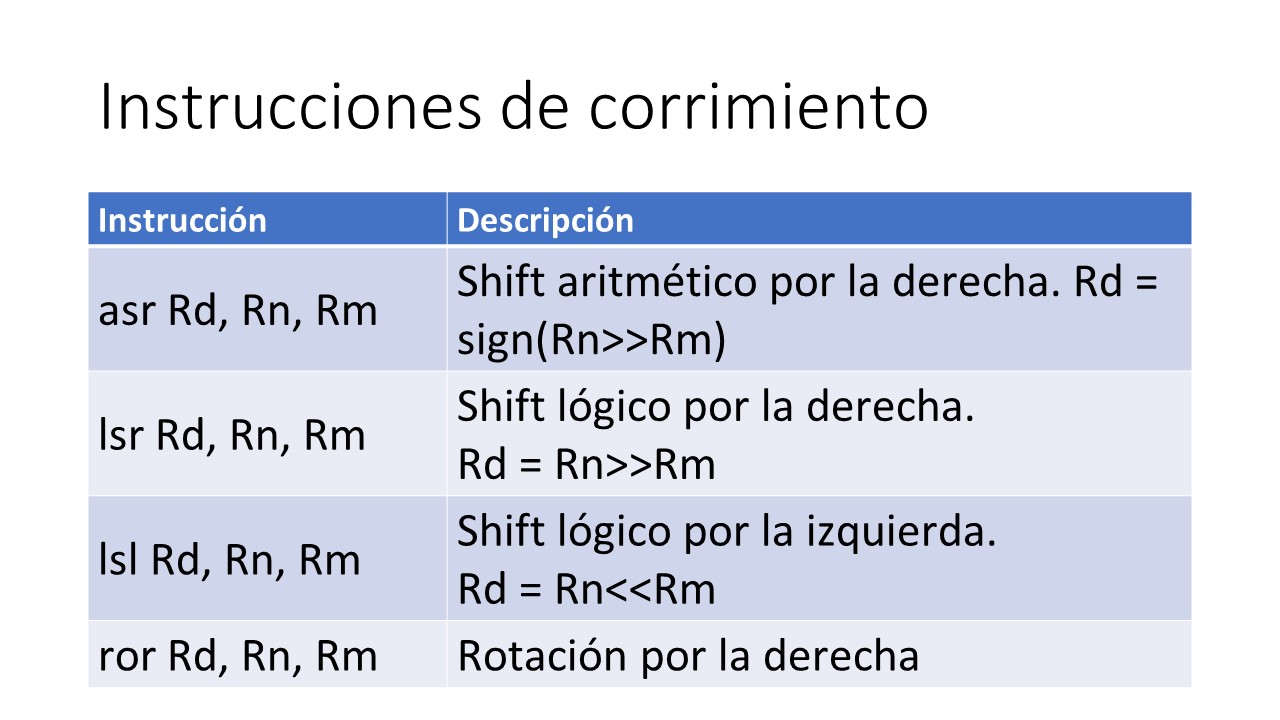 Instrucciones de corrimiento
Instrucción
Descripción
asr Rd, Rn, Rm
Shift aritmético por la derecha. Rd =
sign(Rn>>Rm)
lsr Rd, Rn, Rm
Shift lógico por la derecha.
Rd = Rn>>Rm
lsl Rd, Rn, Rm
Shift lógico por la izquierda.
Rd = Rn<<Rm
ror Rd, Rn, Rm
Rotación por la derecha